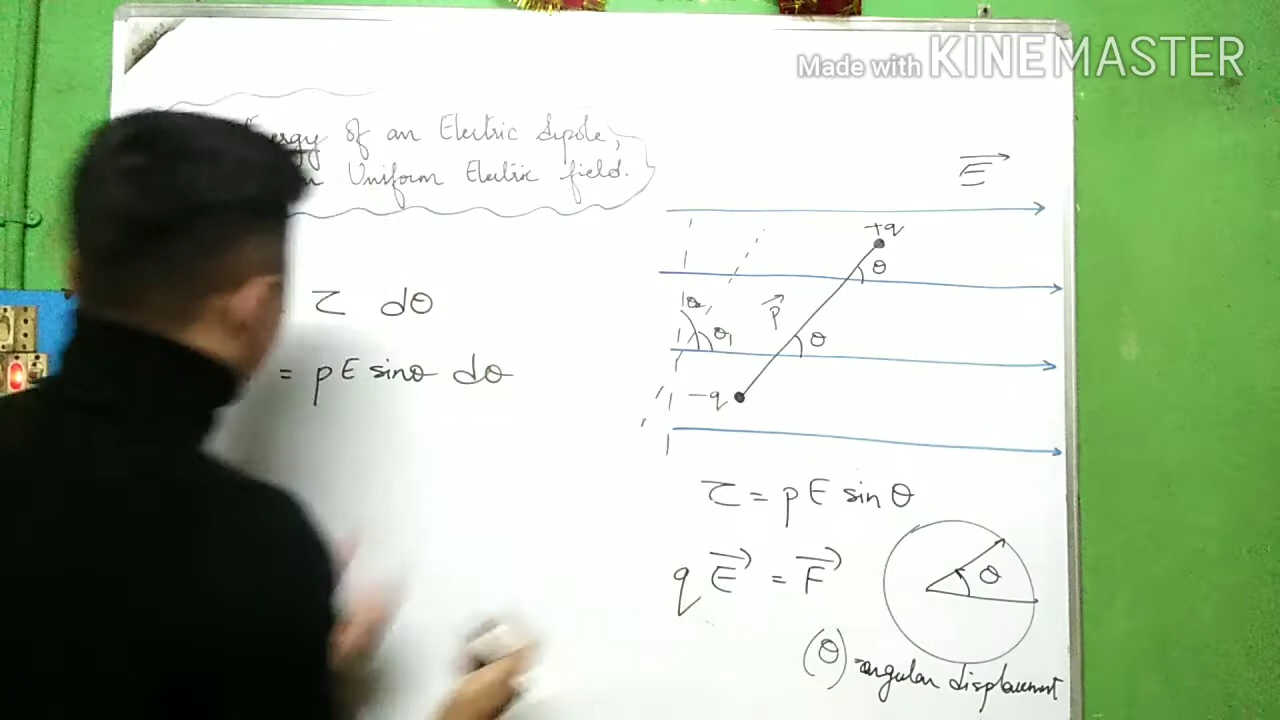 Made with KINEMASTER
Energy of an Electric dipole,
Uniform Electric field.
E
+q
θ
τ dθ
p
θ
θ₁
= pE sinθ dθ
-q
τ = pE sin θ
qE = F
θ
(θ) - angular displacement